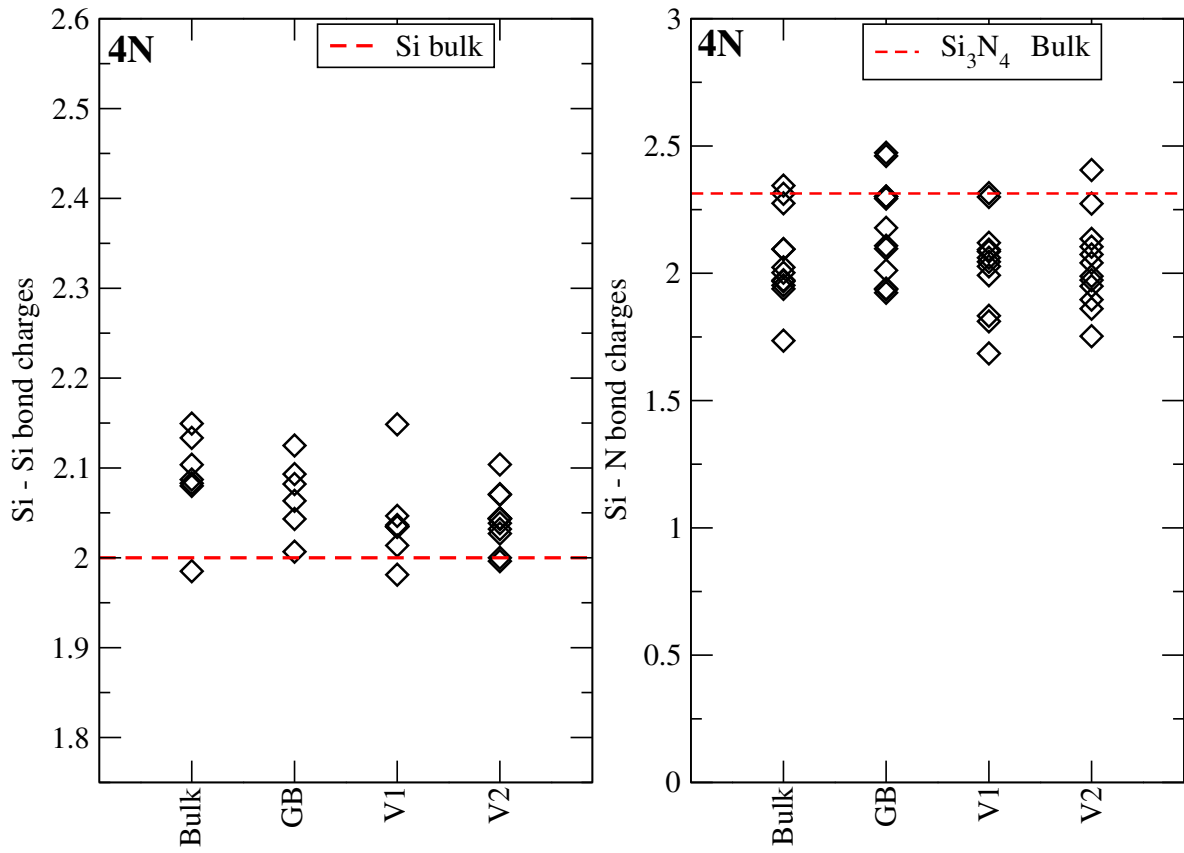 4N
Si bulk
Si - Si bond charges
2.6
2.5
2.4
2.3
2.2
2.1
2
1.9
1.8
Bulk
GB
V1
V2
4N
Si₃N₄ Bulk
Si - N bond charges
3
2.5
2
1.5
1
0.5
0
Bulk
GB
V1
V2